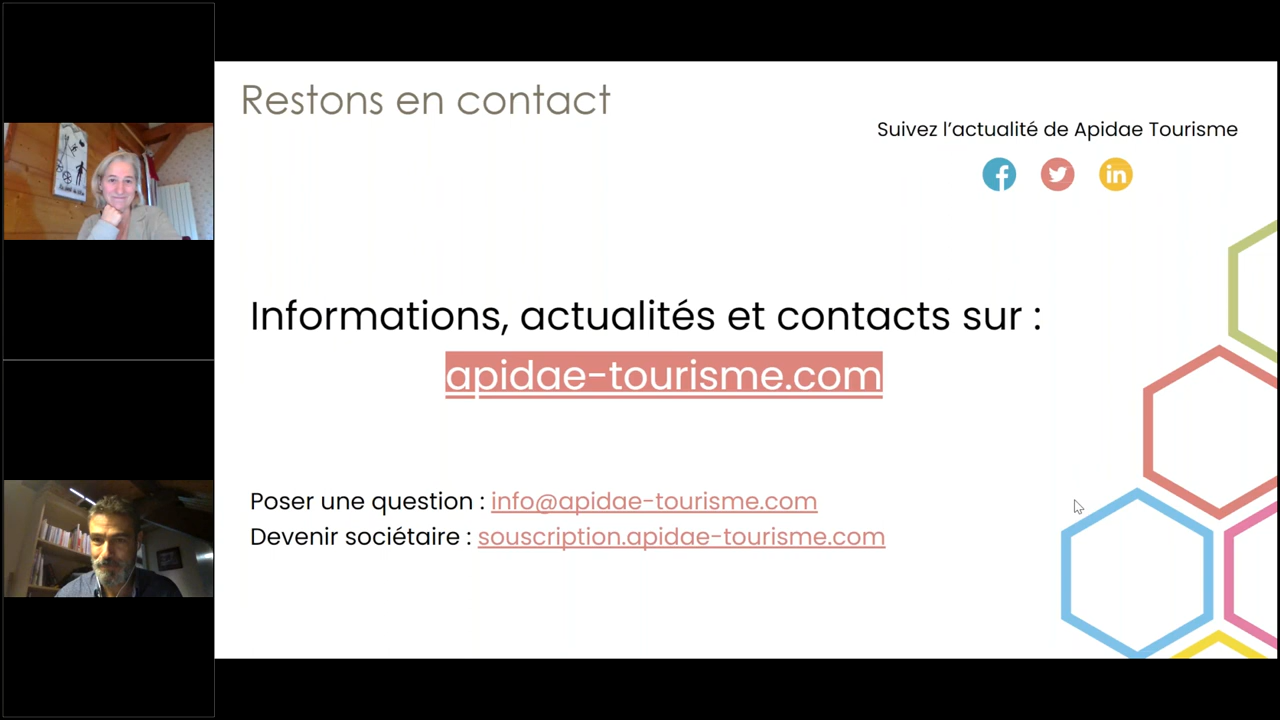 Restons en contact
Suivez l’actualité de Apidae Tourisme
Informations, actualités et contacts sur :
apidae-tourisme.com
Poser une question : info@apidae-tourisme.com
Devenir sociétaire : souscription.apidae-tourisme.com